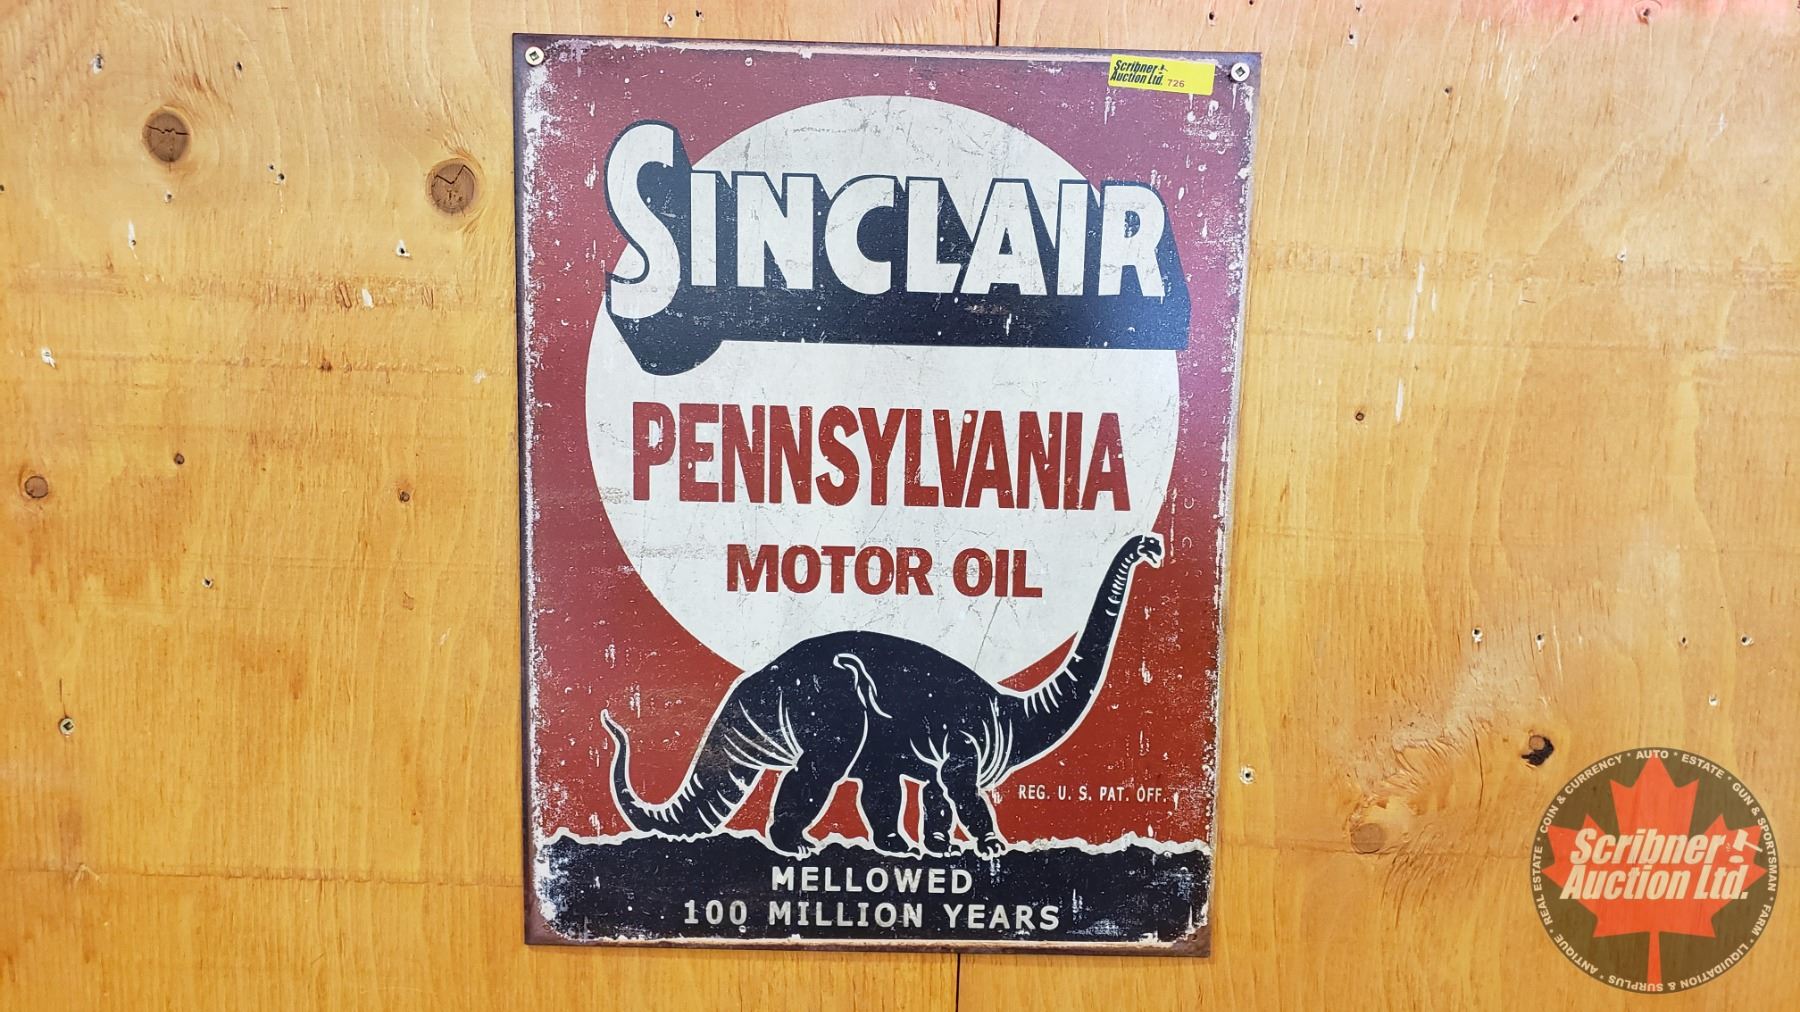 Scribner
Auction Ltd. 726
SINCLAIR
PENNSYLVANIA
MOTOR OIL
REG. U. S. PAT. OFF.
MELLOWED
100 MILLION YEARS
Scribner
Auction Ltd.
ANTIQUE • REAL ESTATE • COIN & CURRENCY • AUTO • ESTATE • GUN & SPORTSMAN • FARM • LIQUIDATION & SURPLUS •